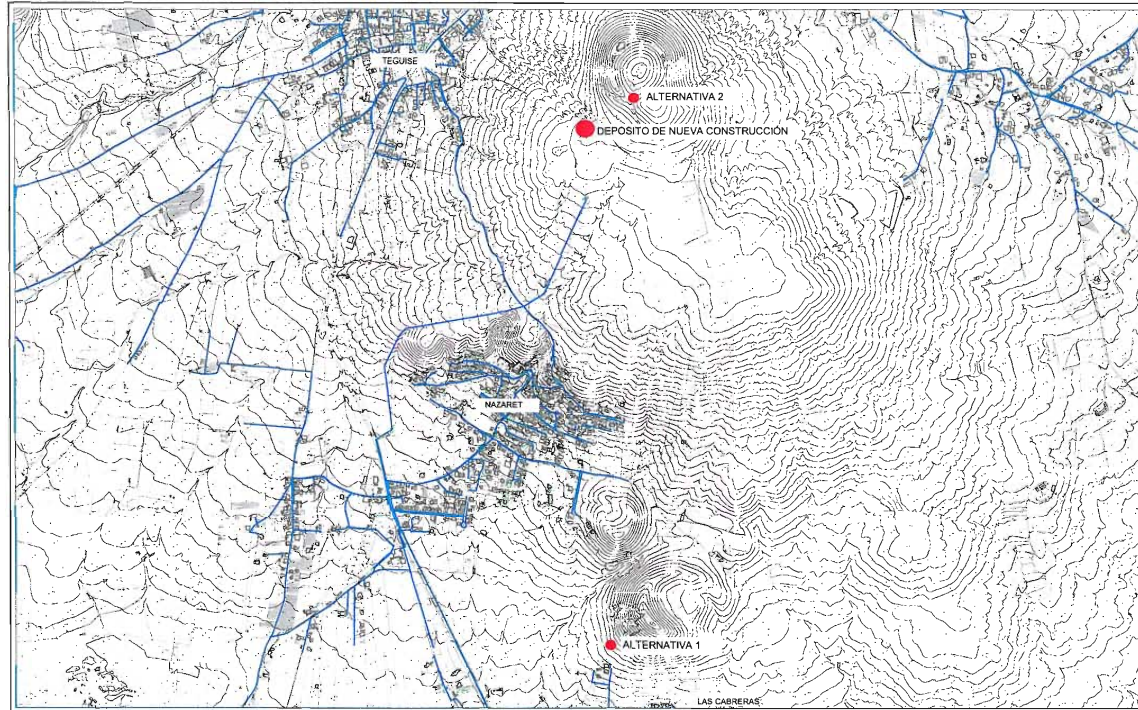 TEGUISE
ALTERNATIVA 2
DEPOSITO DE NUEVA CONSTRUCCIÓN
NAZARET
ALTERNATIVA 1
LAS CABRERAS